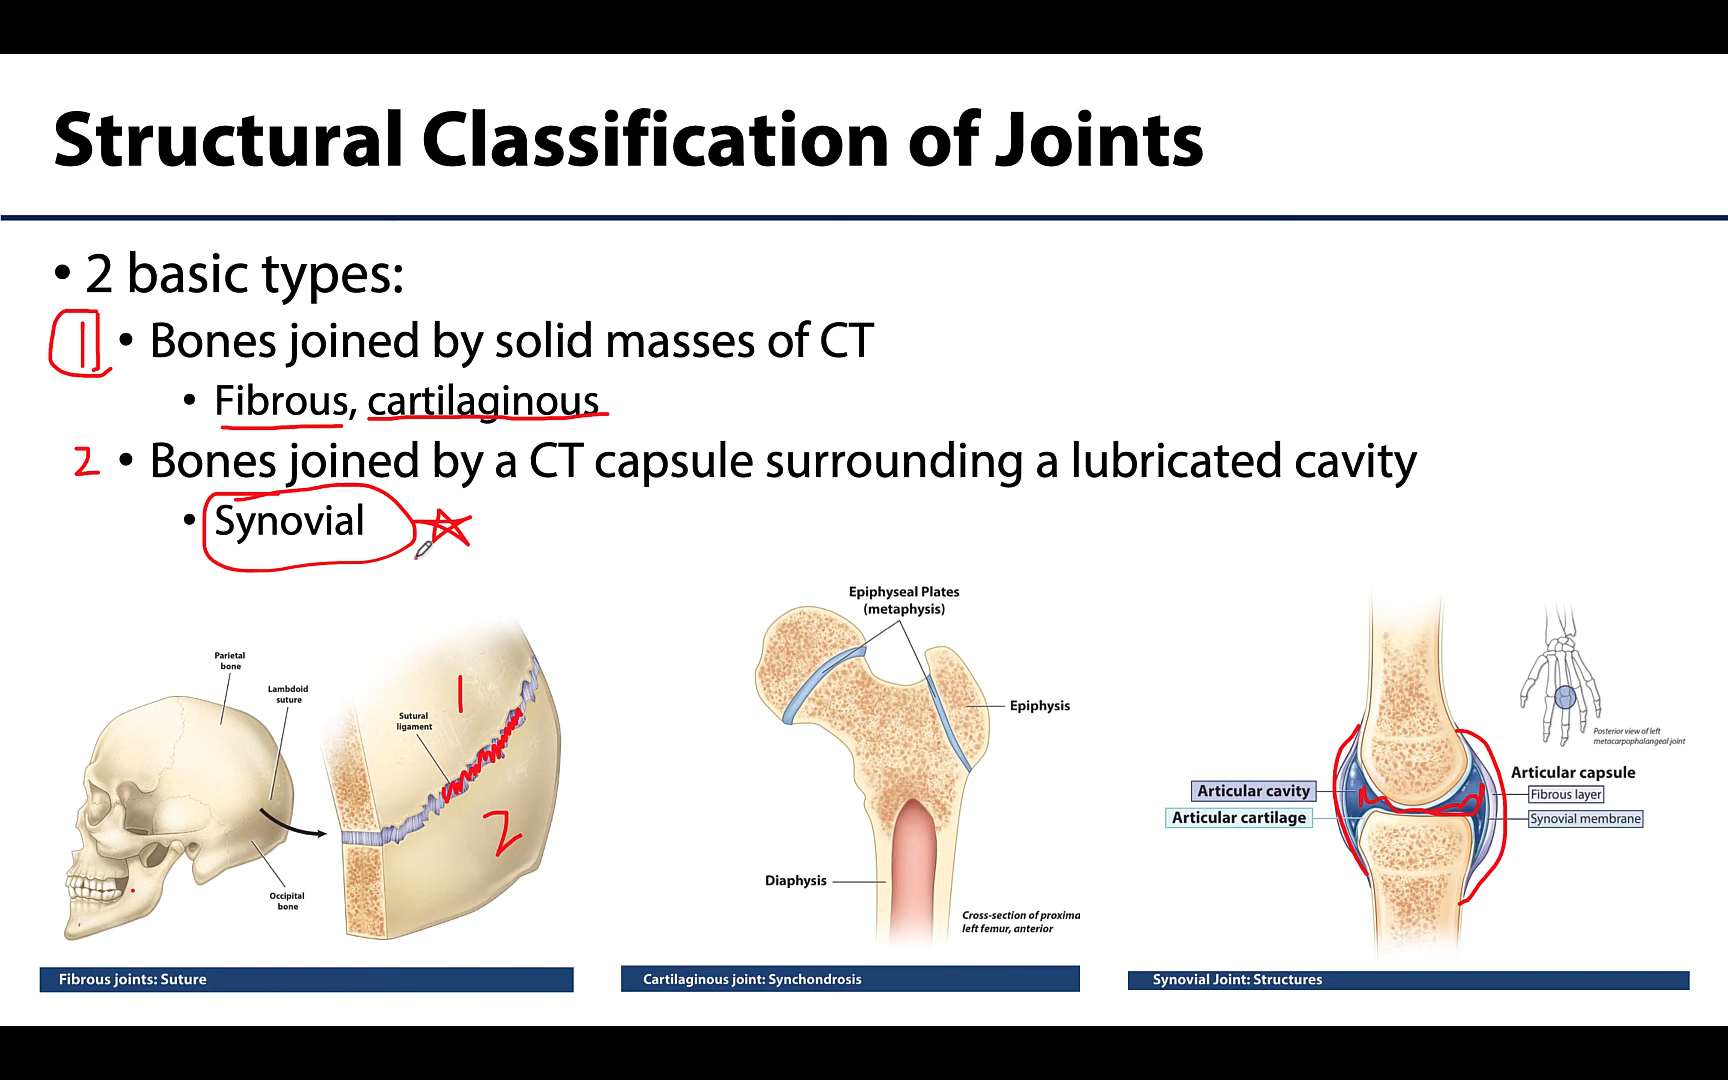 Structural Classification of Joints
• 2 basic types:
1 • Bones joined by solid masses of CT
• Fibrous, cartilaginous
2 • Bones joined by a CT capsule surrounding a lubricated cavity
• Synovial
Parietal
bone
Lambdoid
suture
Occipital
bone
Sutural
ligament
1
2
Fibrous joints: Suture
Epiphyseal Plates
(metaphysis)
Epiphysis
Diaphysis
Cross-section of proxima
left femur, anterior
Cartilaginous joint: Synchondrosis
Posterior view of left
metacarpophalangeal joint
Articular cavity
Articular cartilage
Articular capsule
Fibrous layer
Synovial membrane
Synovial Joint: Structures